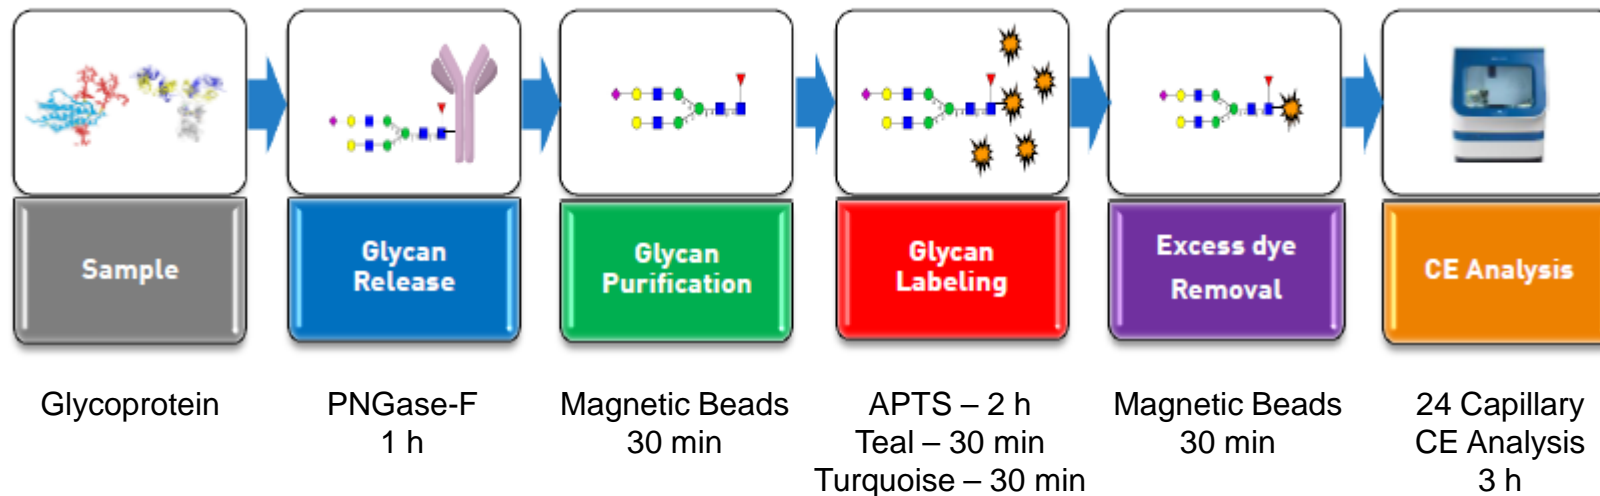 Sample
Glycan
Release
Glycan
Purification
Glycan
Labeling
Excess dye
Removal
CE Analysis
Glycoprotein
PNGase-F
1 h
Magnetic Beads
30 min
APTS – 2 h
Teal – 30 min
Turquoise – 30 min
Magnetic Beads
30 min
24 Capillary
CE Analysis
3 h